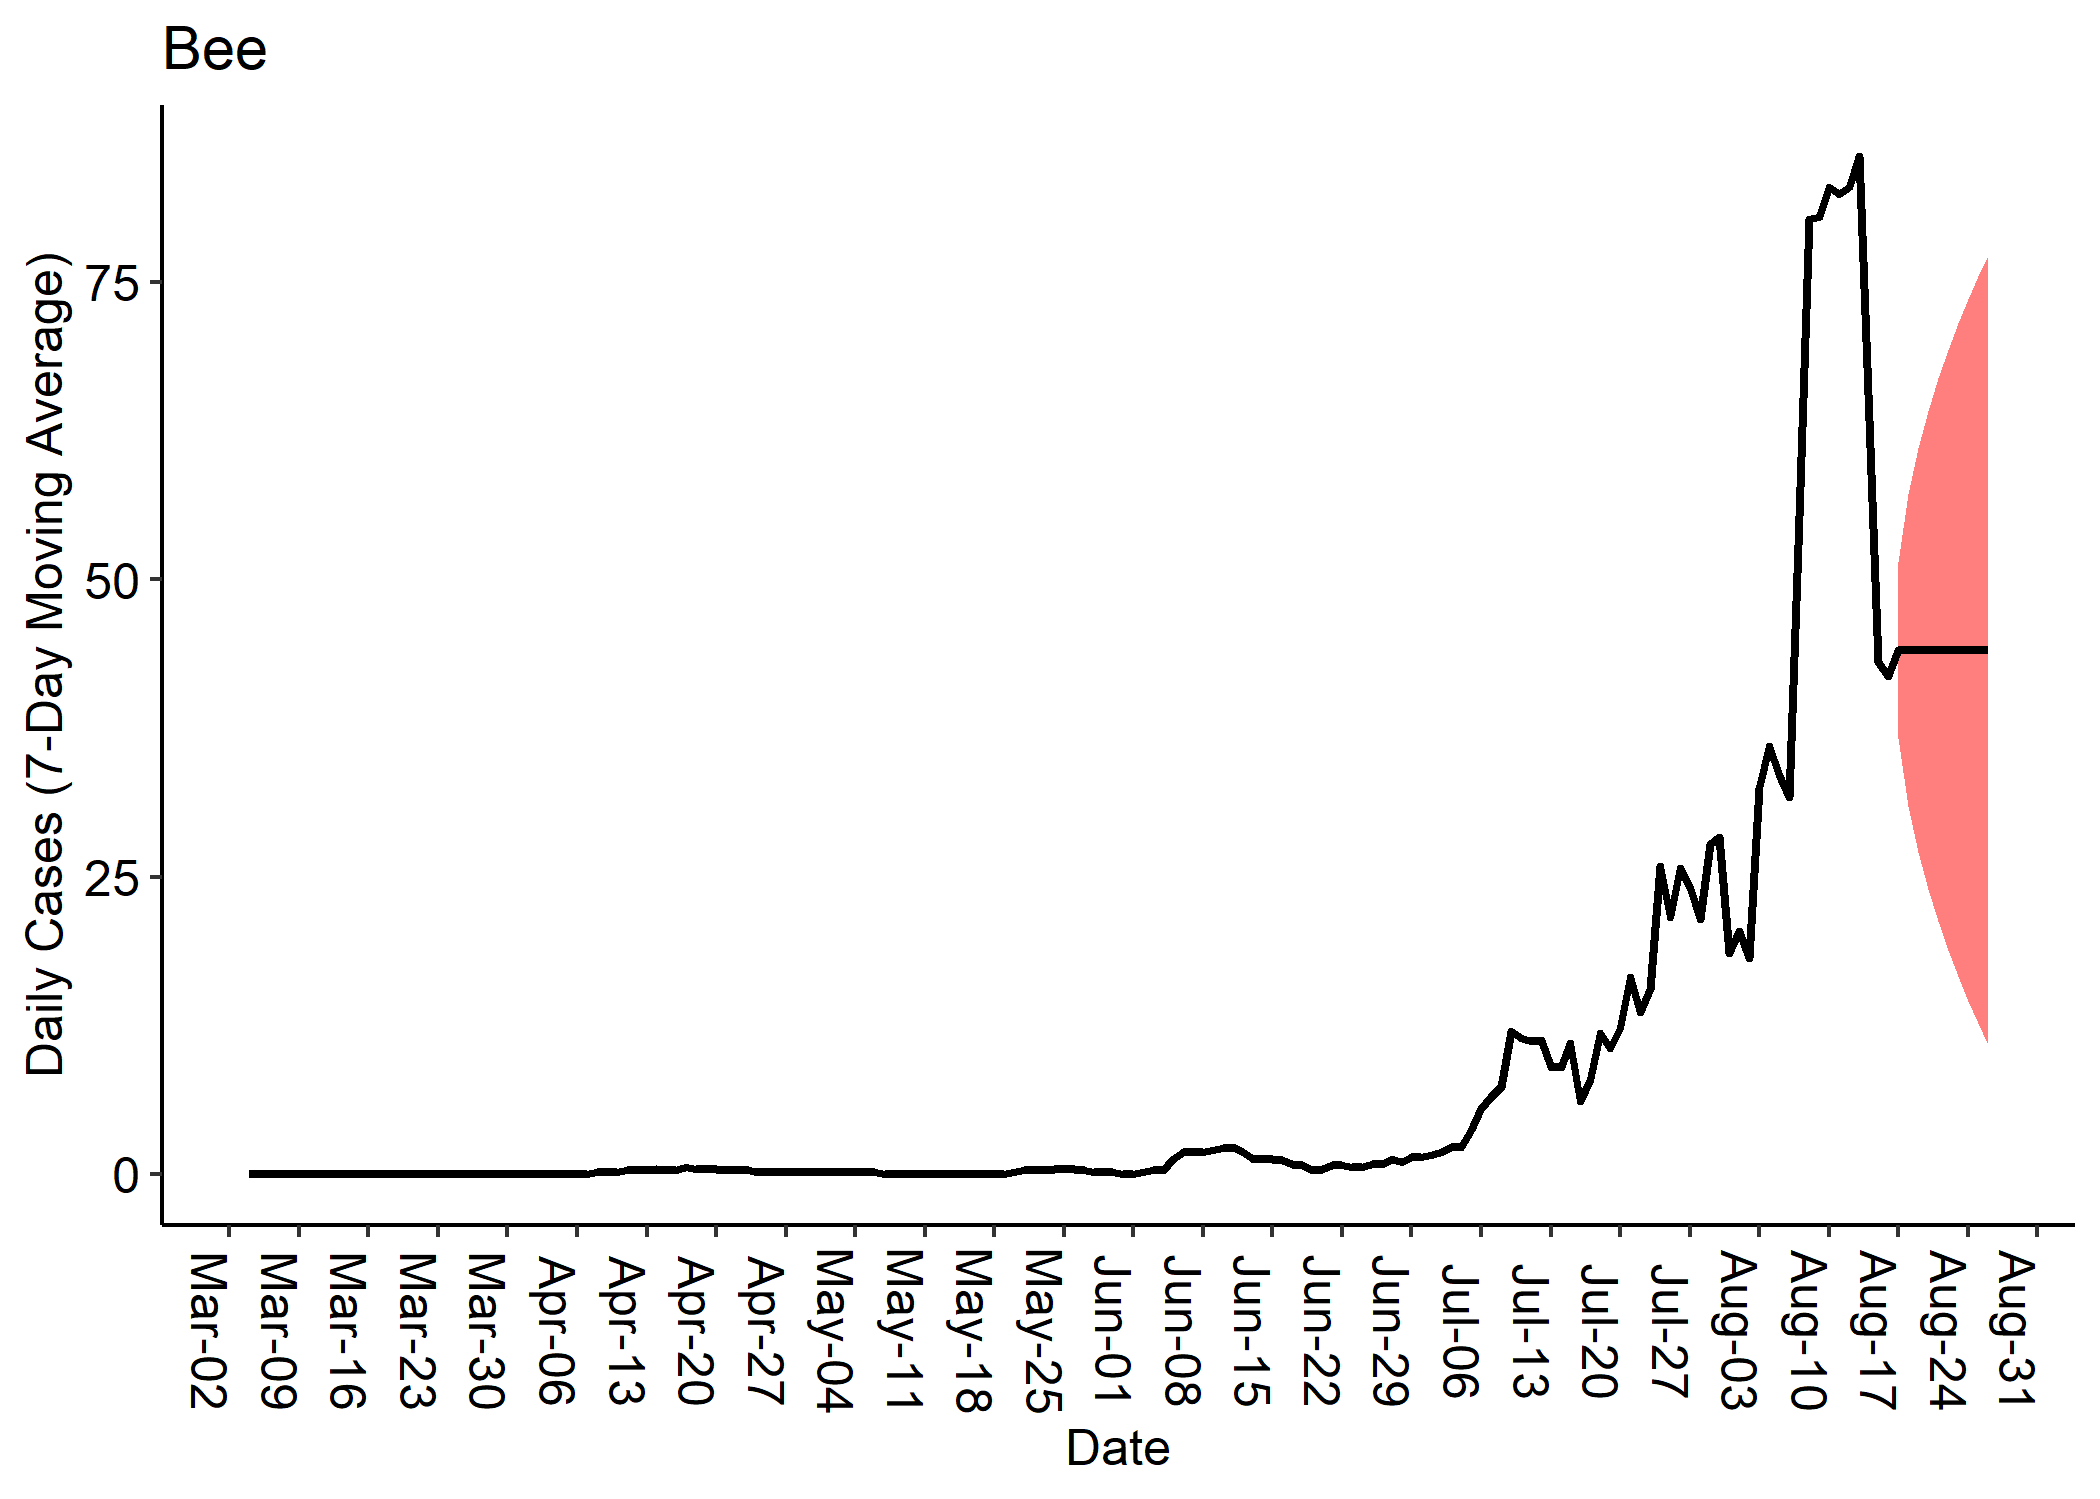 Bee
Daily Cases (7-Day Moving Average)
75
50
25
0
Mar-02
Mar-09
Mar-16
Mar-23
Mar-30
Apr-06
Apr-13
Apr-20
Apr-27
May-04
May-11
May-18
May-25
Jun-01
Jun-08
Jun-15
Jun-22
Jun-29
Jul-06
Jul-13
Jul-20
Jul-27
Aug-03
Aug-10
Aug-17
Aug-24
Aug-31
Date